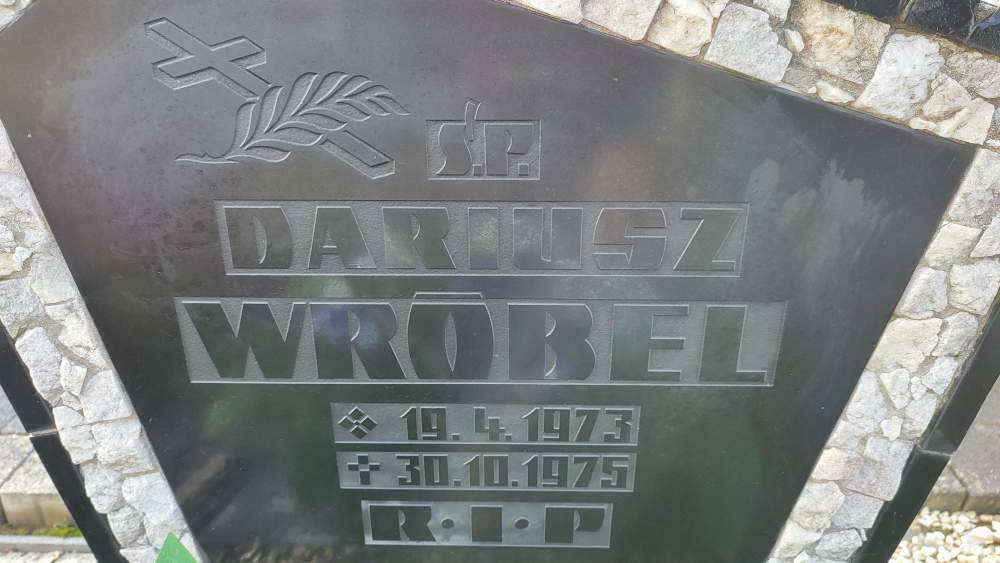 Ś.P.
DARIUSZ
WRÓBEL
19. 4. 1973
30.10.1975
R·I·P